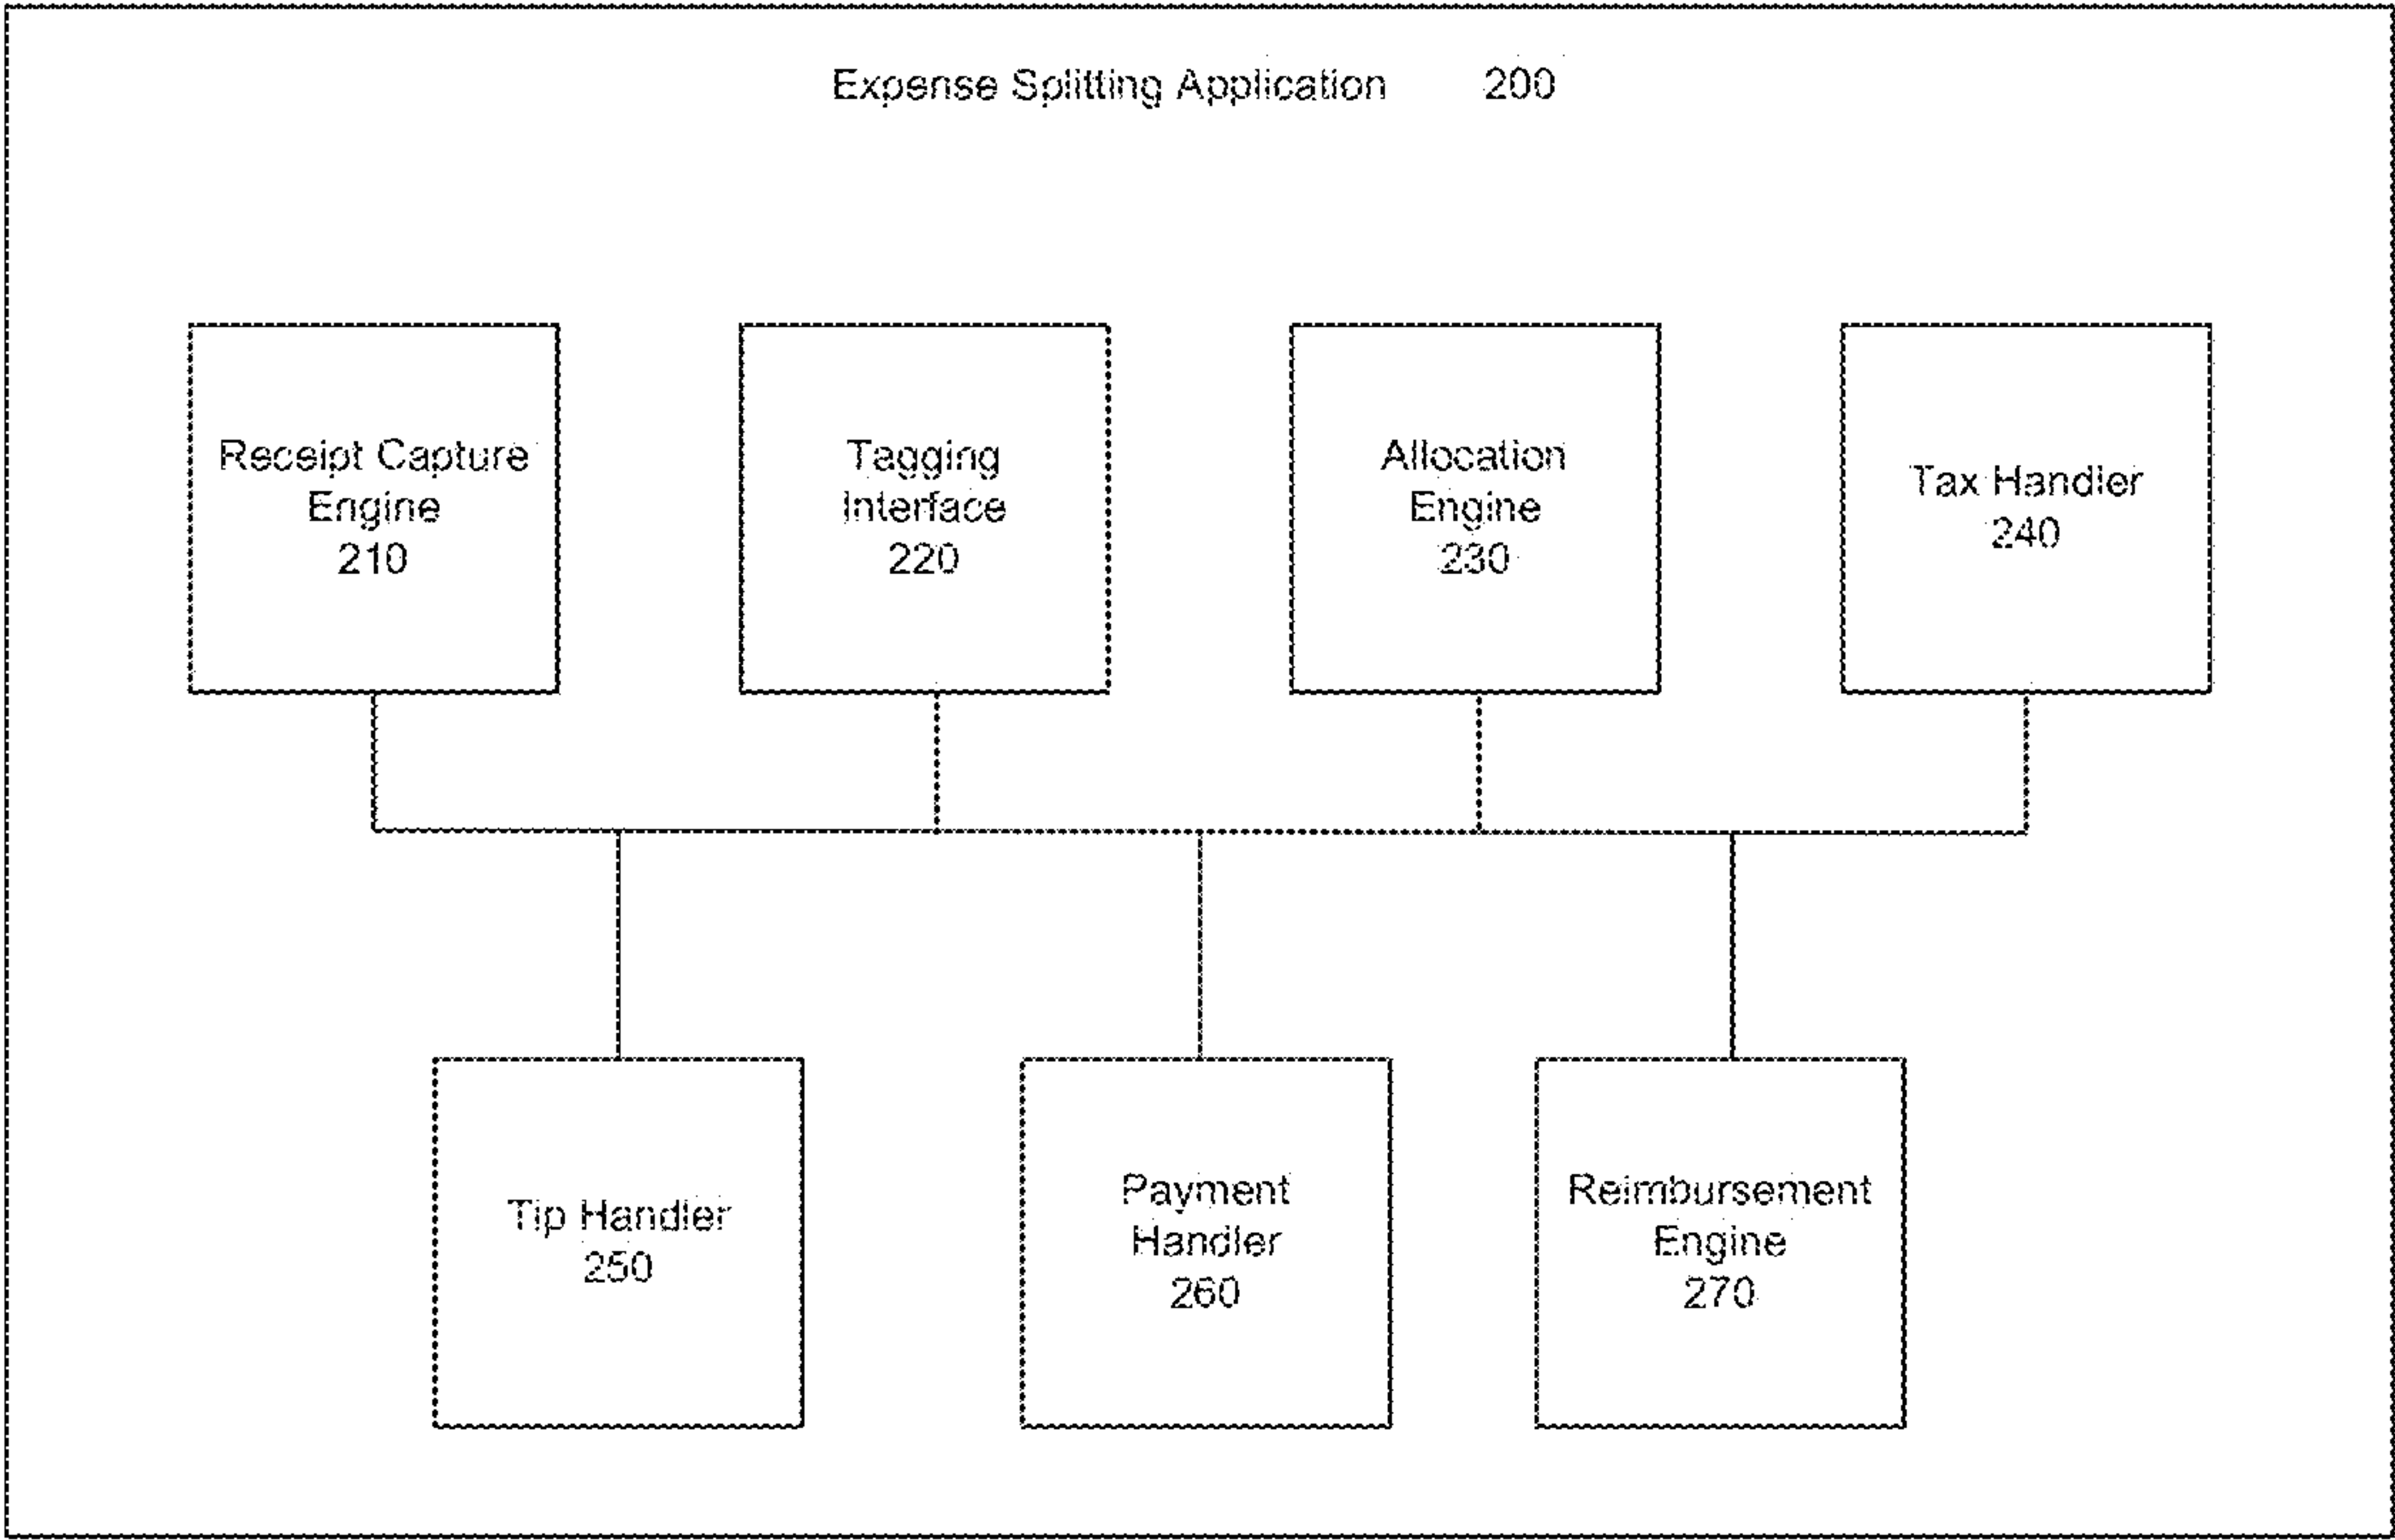 Expense Splitting Application 200
Receipt Capture
Engine
210
Tagging
Interface
220
Allocation
Engine
230
Tax Handler
240
Tip Handler
250
Payment
Handler
260
Reimbursement
Engine
270